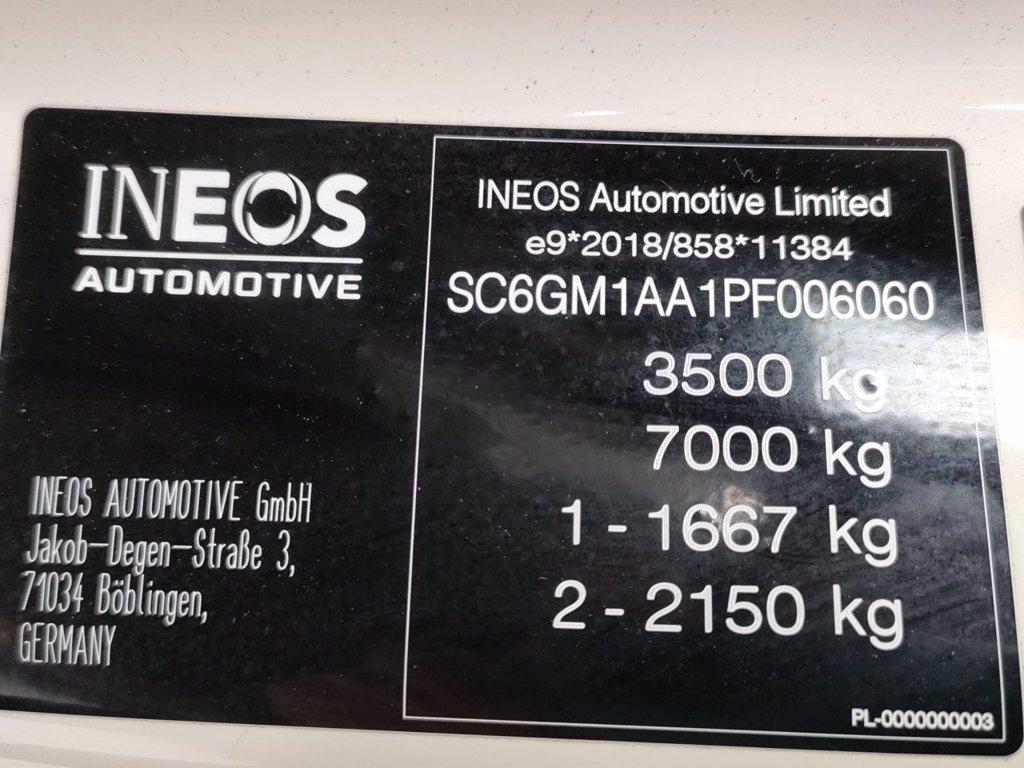 INEOS
AUTOMOTIVE
INEOS AUTOMOTIVE GmbH
Jakob-Degen-Straße 3,
71034 Böblingen,
GERMANY
INEOS Automotive Limited
e9*2018/858*11384
SC6GM1AA1PF006060
3500 kg
7000 kg
1 - 1667 kg
2 - 2150 kg
PL-0000000003